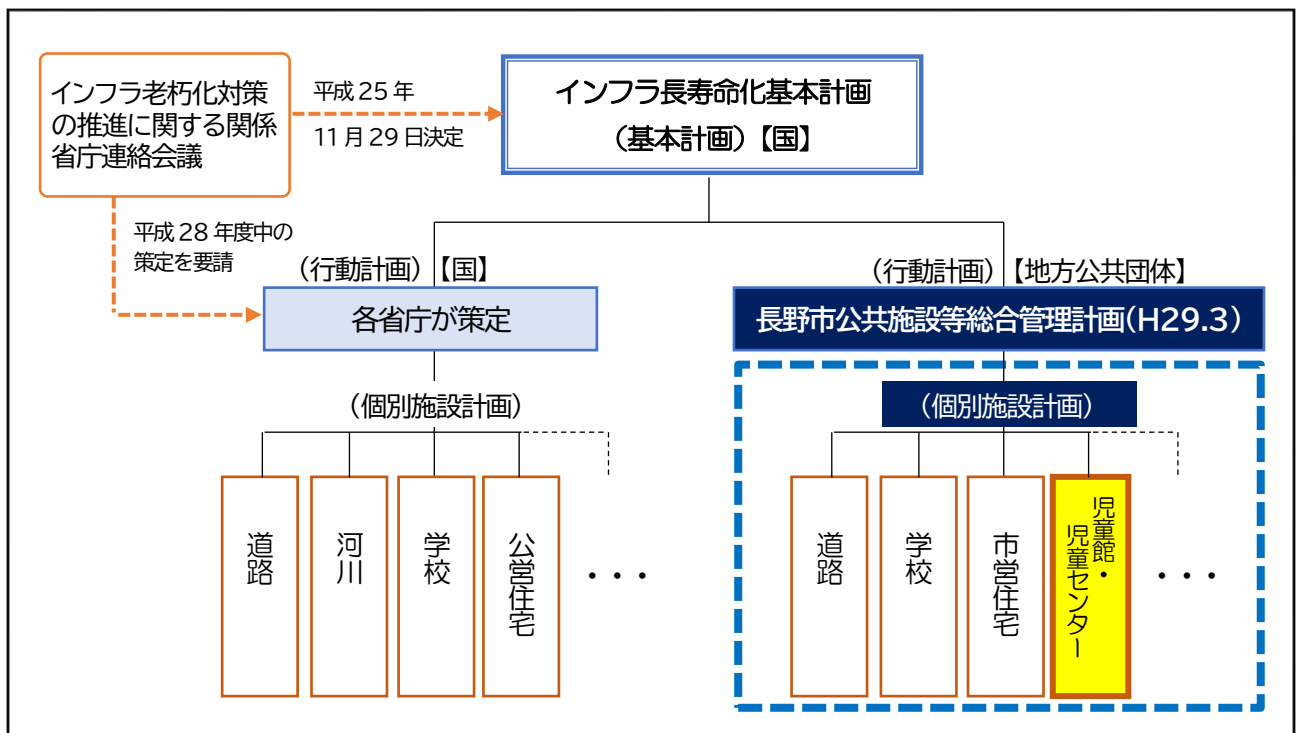 インフラ老朽化対策
の推進に関する関係
省庁連絡会議
平成25年
11月29日決定
インフラ長寿命化基本計画
（基本計画）【国】
平成28年度中の
策定を要請
（行動計画）【国】
各省庁が策定
（行動計画）【地方公共団体】
長野市公共施設等総合管理計画(H29.3)
（個別施設計画）
道路
河川
学校
公営住宅
・・・
（個別施設計画）
道路
学校
市営住宅
児童館・
児童センター
・・・